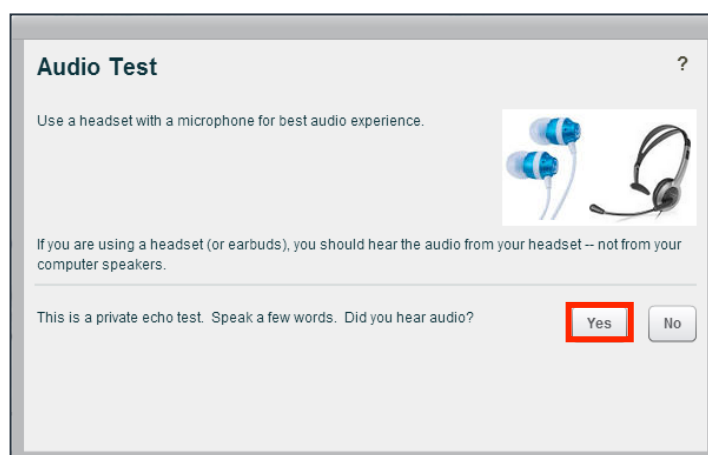 Audio Test
?
Use a headset with a microphone for best audio experience.
If you are using a headset (or earbuds), you should hear the audio from your headset -- not from your
computer speakers.
This is a private echo test.  Speak a few words.  Did you hear audio?
Yes
No